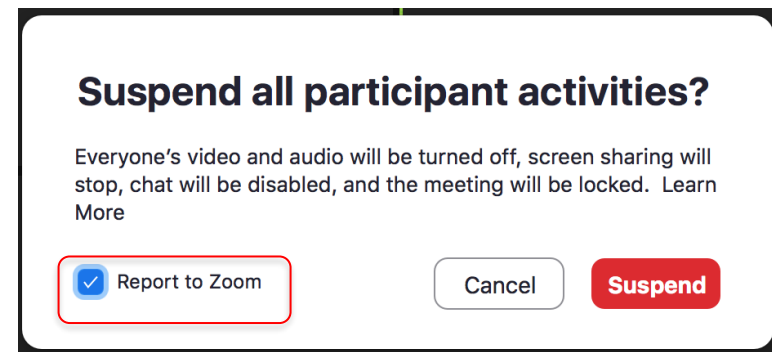 Suspend all participant activities?
Everyone’s video and audio will be turned off, screen sharing will
stop, chat will be disabled, and the meeting will be locked.  Learn
More
Report to Zoom
Cancel
Suspend